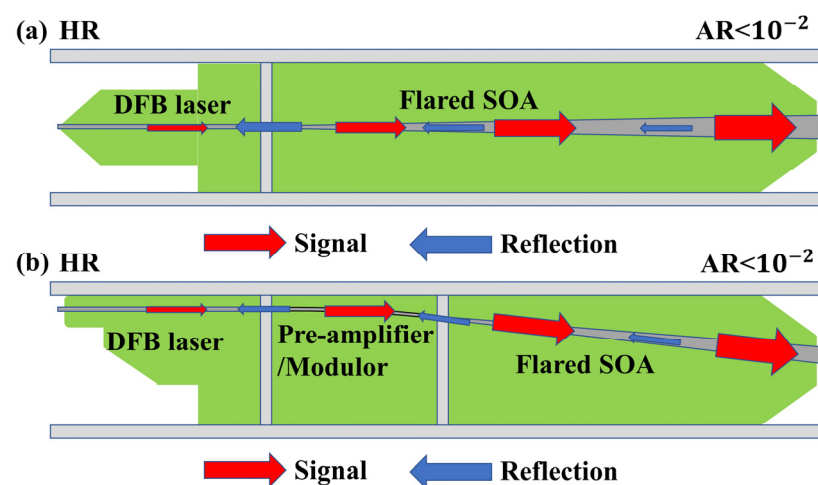 (a) HR
AR<10⁻²
DFB laser
Flared SOA
Signal
Reflection
(b) HR
AR<10⁻²
DFB laser
Pre-amplifier
/Modulor
Flared SOA
Signal
Reflection